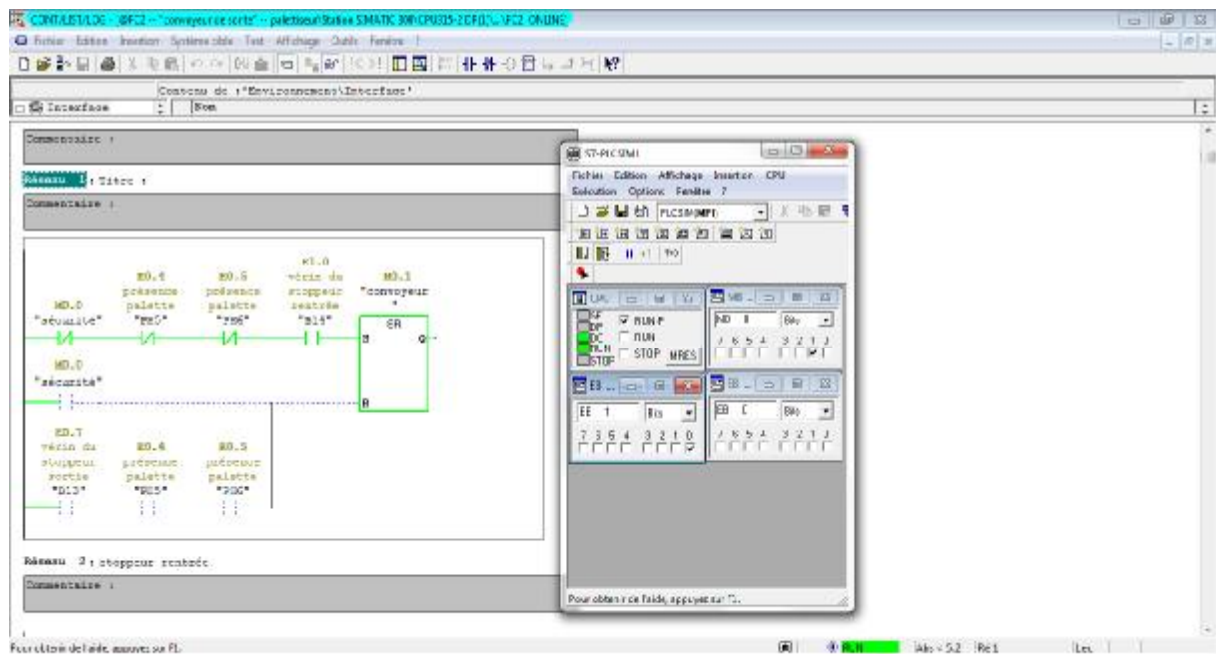 CONT/LIST/LOG - [@FC2 -- "convoyeur de sortie" -- palettiseur\Station SIMATIC 300\CPU315-2 DP(1)\...\FC2 ONLINE]
Fichier Edition Insertion Système cible Test Affichage Outils Fenêtre ?
Contenu de :'Environnement\Interface'
Interface
Nom
Commentaire :
Réseau 1 : Titre :
Commentaire :
M0.0
"sécurité"
E0.4
présence
palette
"PE5"
E0.5
présence
palette
"PE6"
E1.0
vérin du
stoppeur
rentrée
"B14"
M0.1
"convoyeur
"
SR
S
Q
R
M0.0
"sécurité"
E0.7
vérin du
stoppeur
sortie
"B13"
E0.4
présence
palette
"PE5"
E0.5
présence
palette
"PE6"
Réseau 2 : stoppeur rentrée
Commentaire :
Pour obtenir de l'aide, appuyez sur F1.
RUN
Abs < 5.2
Ré 1
S7-PLCSIM1
Fichier Edition Affichage Insertion CPU
Exécution Options Fenêtre ?
PLCSIM(MPI)
CPU
SF
DP
DC
RUN
STOP
RUN-P
RUN
STOP
MRES
MB ...
Bits
7 6 5 4 3 2 1 0
EB ...
EB 1
Bits
7 6 5 4 3 2 1 0
EB ...
EB 0
Bits
7 6 5 4 3 2 1 0
Pour obtenir de l'aide, appuyez sur F1.